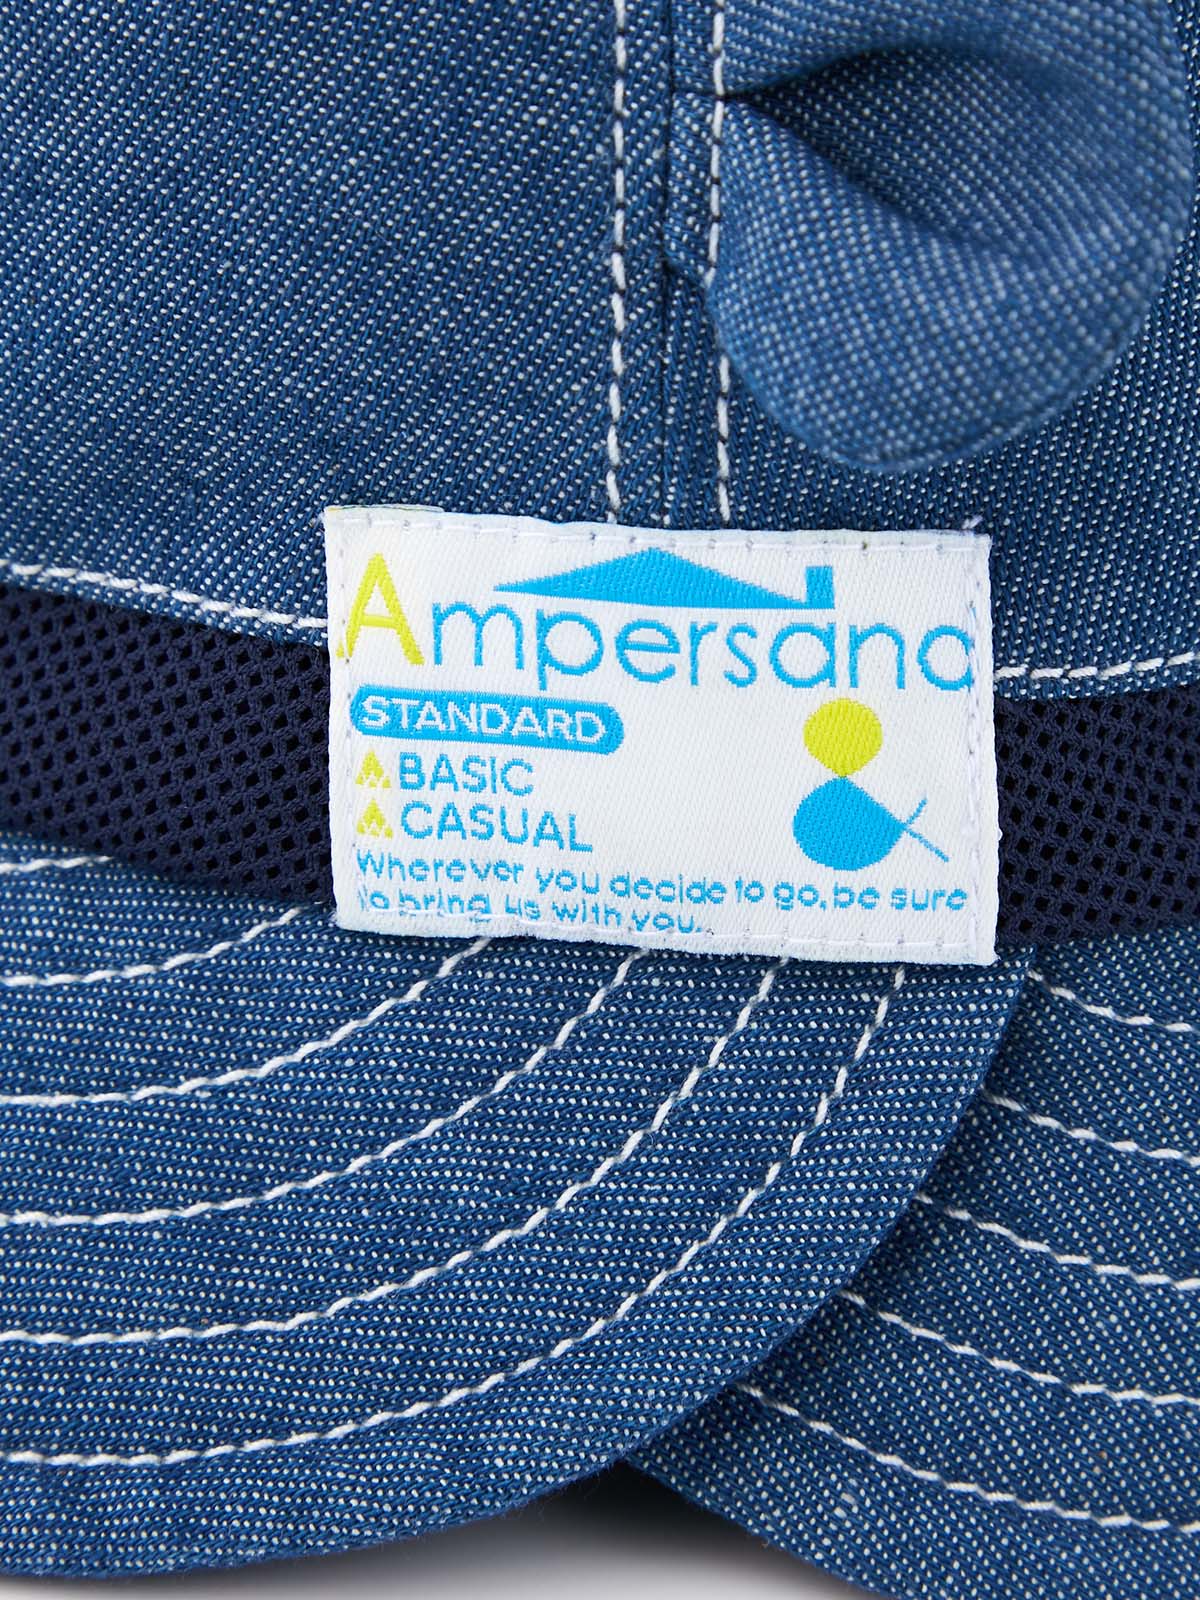 Ampersand
STANDARD
BASIC
CASUAL
&
Wherever you decide to go, be sure
to bring us with you.